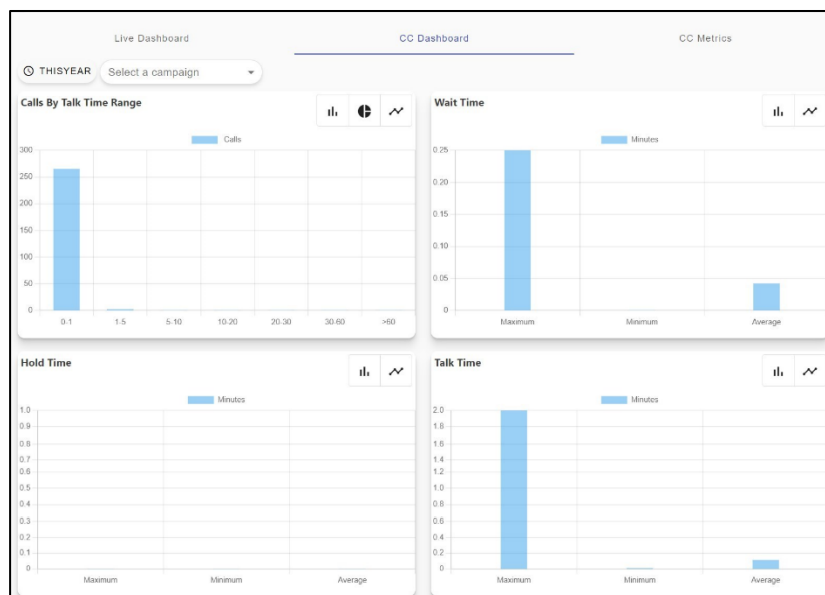 Live Dashboard CC Dashboard CC Metrics
THISYEAR Select a campaign
Calls By Talk Time Range
Calls
300
250
200
150
100
50
0
0-1 1-5 5-10 10-20 20-30 30-60 >60
Wait Time
Minutes
0.25
0.20
0.15
0.10
0.05
0
Maximum Minimum Average
Hold Time
Minutes
1.0
0.9
0.8
0.7
0.6
0.5
0.4
0.3
0.2
0.1
0
Maximum Minimum Average
Talk Time
Minutes
2.0
1.8
1.6
1.4
1.2
1.0
0.8
0.6
0.4
0.2
0
Maximum Minimum Average